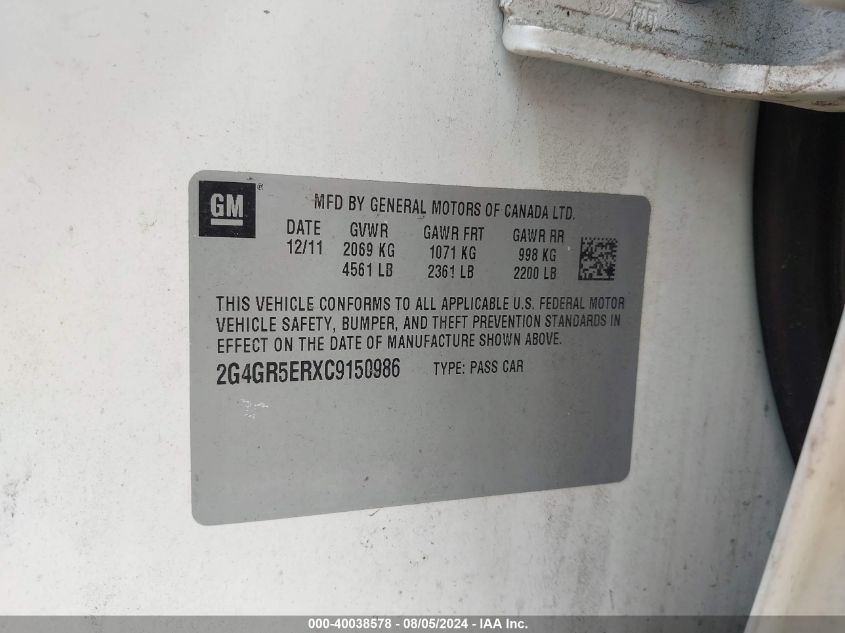 GM®
MFD BY GENERAL MOTORS OF CANADA LTD.
DATE GVWR GAWR FRT GAWR RR
12/11 2069 KG 1071 KG 998 KG
4561 LB 2361 LB 2200 LB
THIS VEHICLE CONFORMS TO ALL APPLICABLE U.S. FEDERAL MOTOR
VEHICLE SAFETY, BUMPER, AND THEFT PREVENTION STANDARDS IN
EFFECT ON THE DATE OF MANUFACTURE SHOWN ABOVE.
2G4GR5ERXC9150986 TYPE: PASS CAR
000-40038578 - 08/05/2024 - IAA Inc.